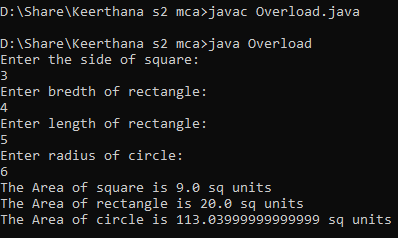 D:\Share\Keerthana s2 mca>javac Overload.java
D:\Share\Keerthana s2 mca>java Overload
Enter the side of square:
3
Enter bredth of rectangle:
4
Enter length of rectangle:
5
Enter radius of circle:
6
The Area of square is 9.0 sq units
The Area of rectangle is 20.0 sq units
The Area of circle is 113.03999999999999 sq units